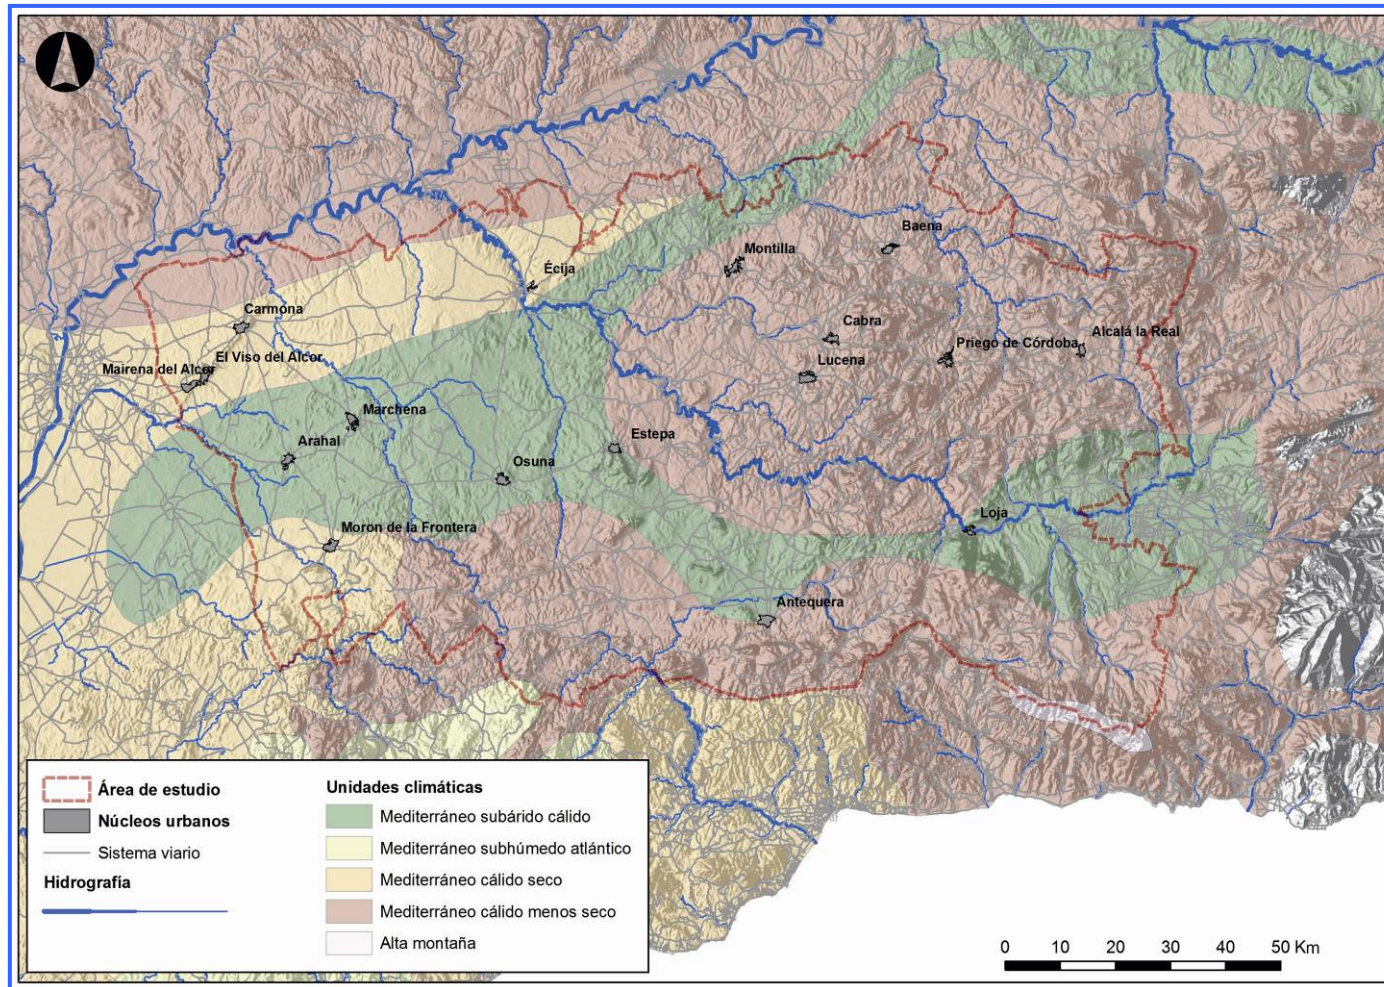 Baena
Montilla
Écija
Carmona
Cabra
Priego de Córdoba
Alcalá la Real
El Viso del Alcor
Mairena del Alcor
Lucena
Marchena
Arahal
Estepa
Osuna
Loja
Moron de la Frontera
Antequera
Área de estudio
Núcleos urbanos
Sistema viario
Hidrografía
Unidades climáticas
Mediterráneo subárido cálido
Mediterráneo subhúmedo atlántico
Mediterráneo cálido seco
Mediterráneo cálido menos seco
Alta montaña
0 10 20 30 40 50 Km